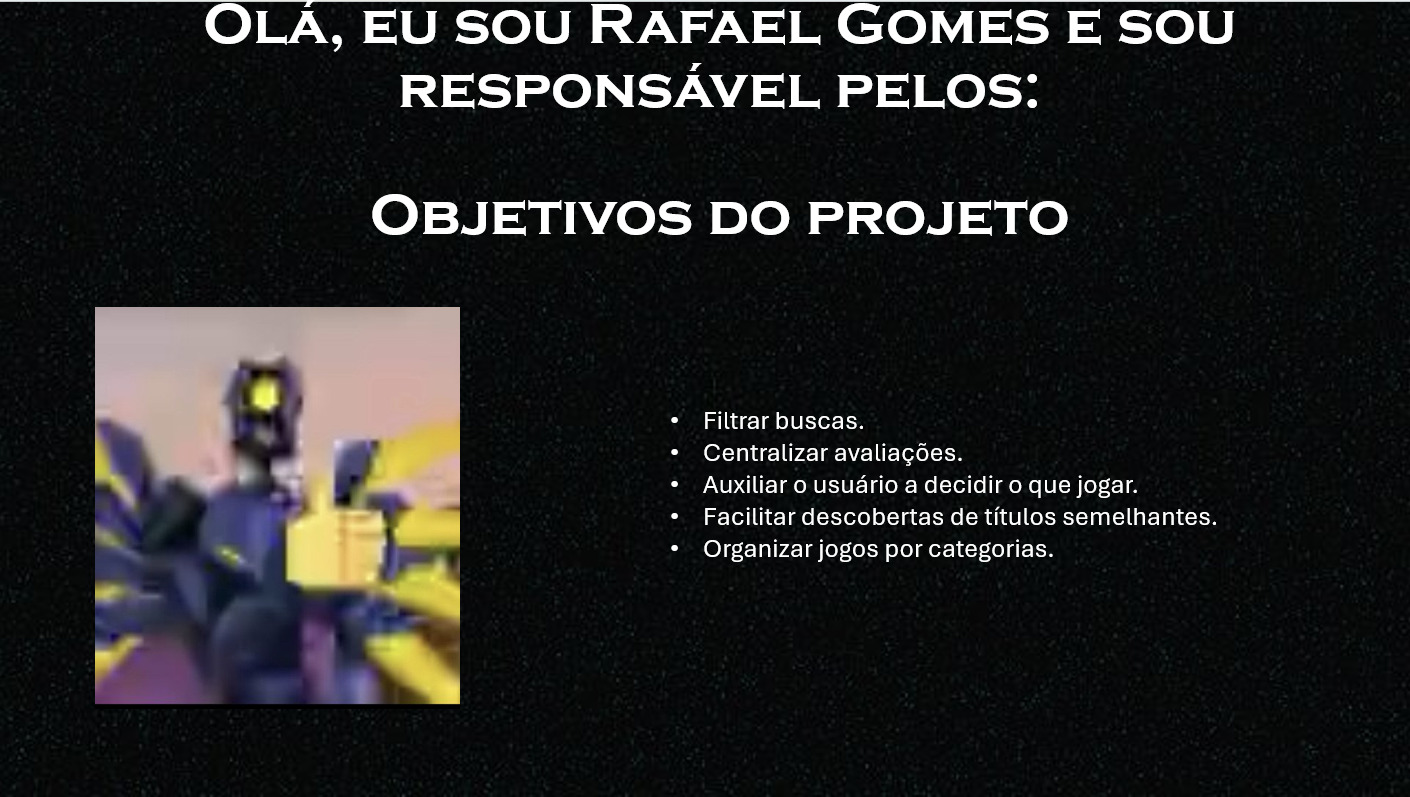 Olá, eu sou Rafael Gomes e sou
responsável pelos:
Objetivos do projeto
• Filtrar buscas.
• Centralizar avaliações.
• Auxiliar o usuário a decidir o que jogar.
• Facilitar descobertas de títulos semelhantes.
• Organizar jogos por categorias.